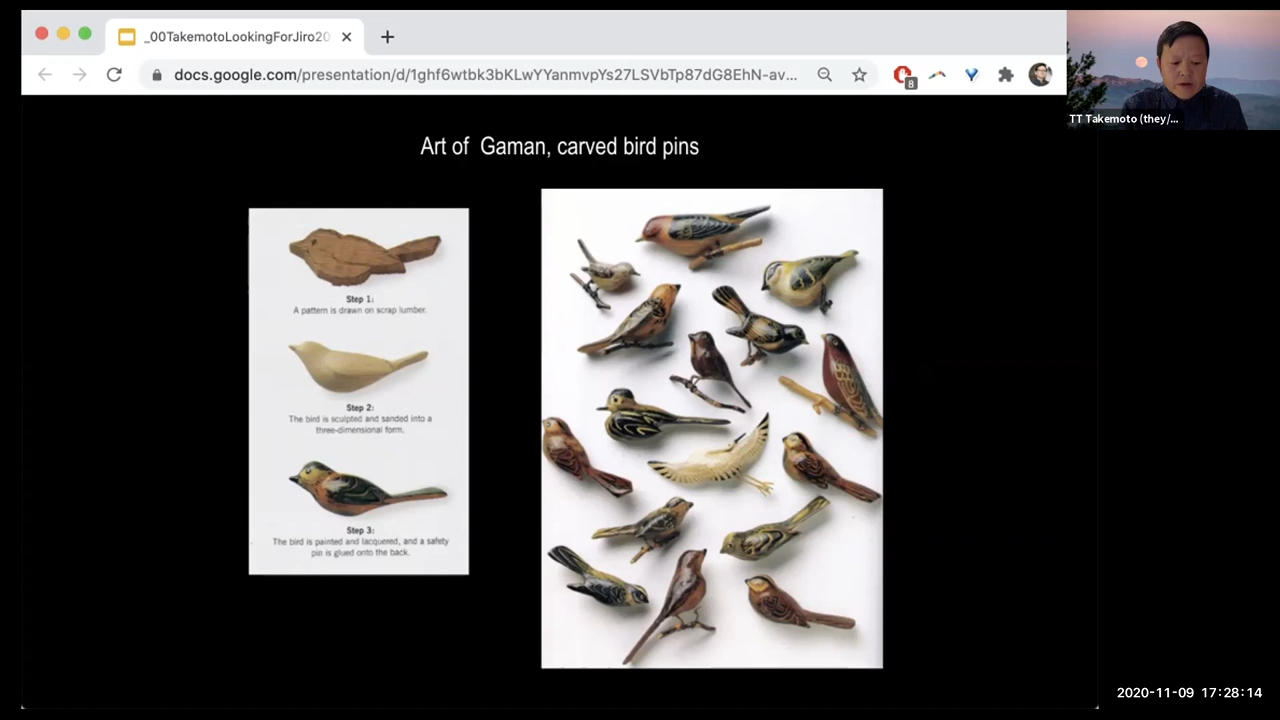 _00TakemotoLookingForJiro20
docs.google.com/presentation/d/1ghf6wtbk3bKLwYYanmvpYs27LSVbTp87dG8EhN-av...
8
TT Takemoto (they/...
Art of Gaman, carved bird pins
Step 1:
A pattern is drawn on scrap lumber.
Step 2:
The bird is sculpted and sanded into a
three-dimensional form.
Step 3:
The bird is painted and lacquered, and a safety
pin is glued onto the back.
2020-11-09 17:28:14